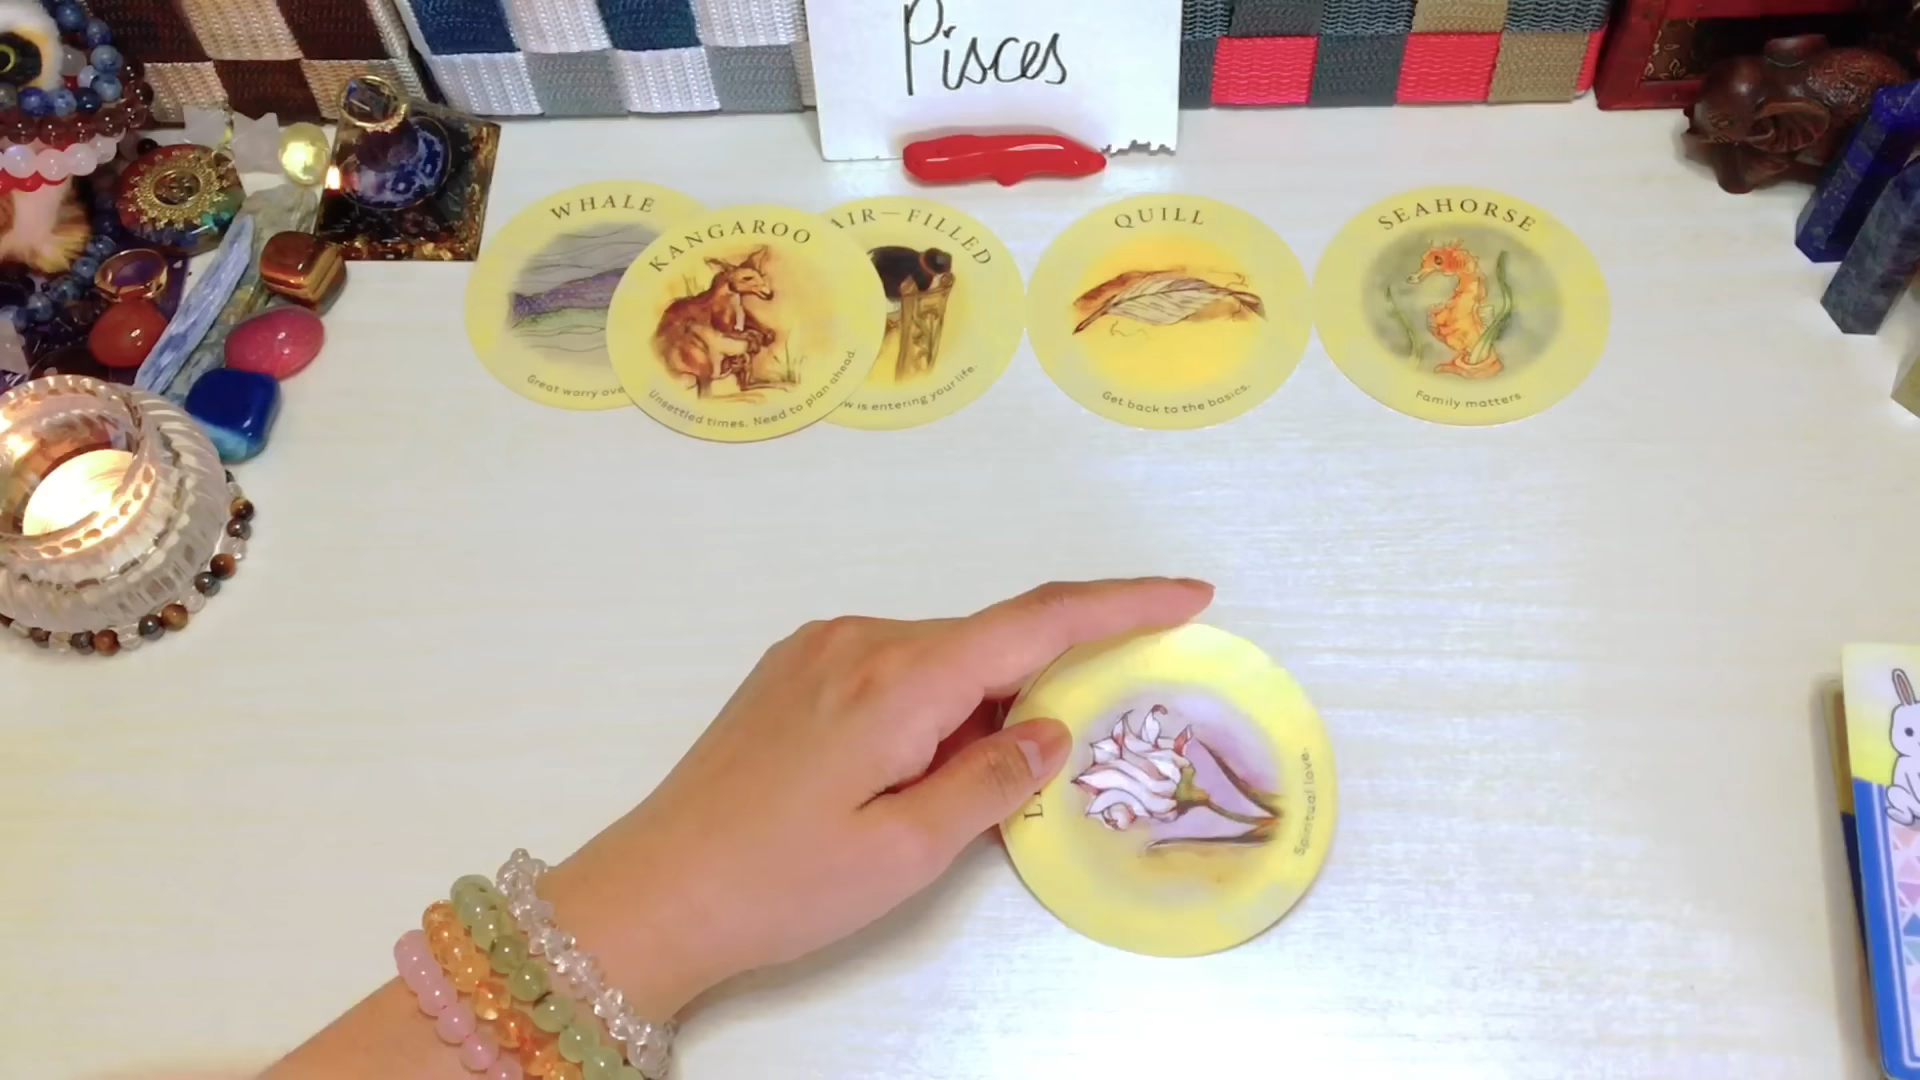 Pisces
WHALE
Great worry
KANGAROO
Unsettled times. Need to plan ahead.
AIR—FILLED
is entering your life.
QUILL
Get back to the basics.
SEAHORSE
Family matters.
Spiritual love.